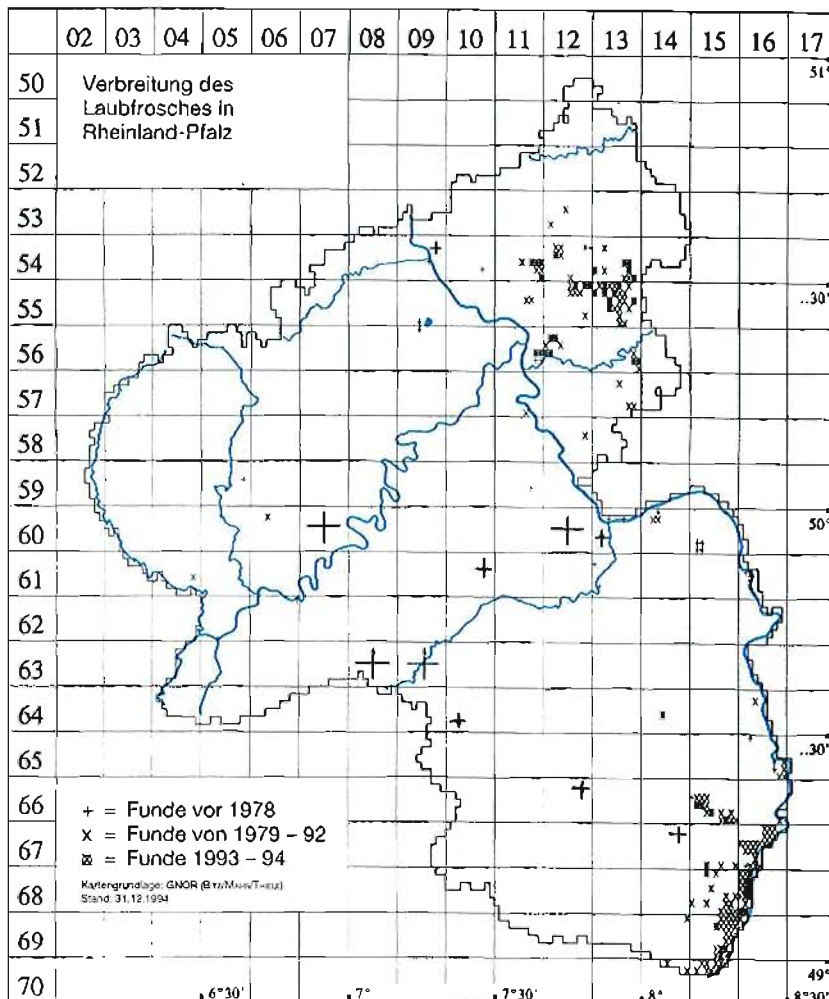 02 03 04 05 06 07 08 09 10 11 12 13 14 15 16 17
51°
50
Verbreitung des
Laubfrosches in
Rheinland-Pfalz
51
52
53
54
..30'
55
56
57
58
59
50°
60
61
62
63
64
..30'
65
66
+ = Funde vor 1978
x = Funde von 1979 – 92
= Funde 1993 – 94
67
68
Kartengrundlage: GNOR
Stand: 31.12.1994
69
49°
70
6°30' 7° 7°30' 8° 8°30'